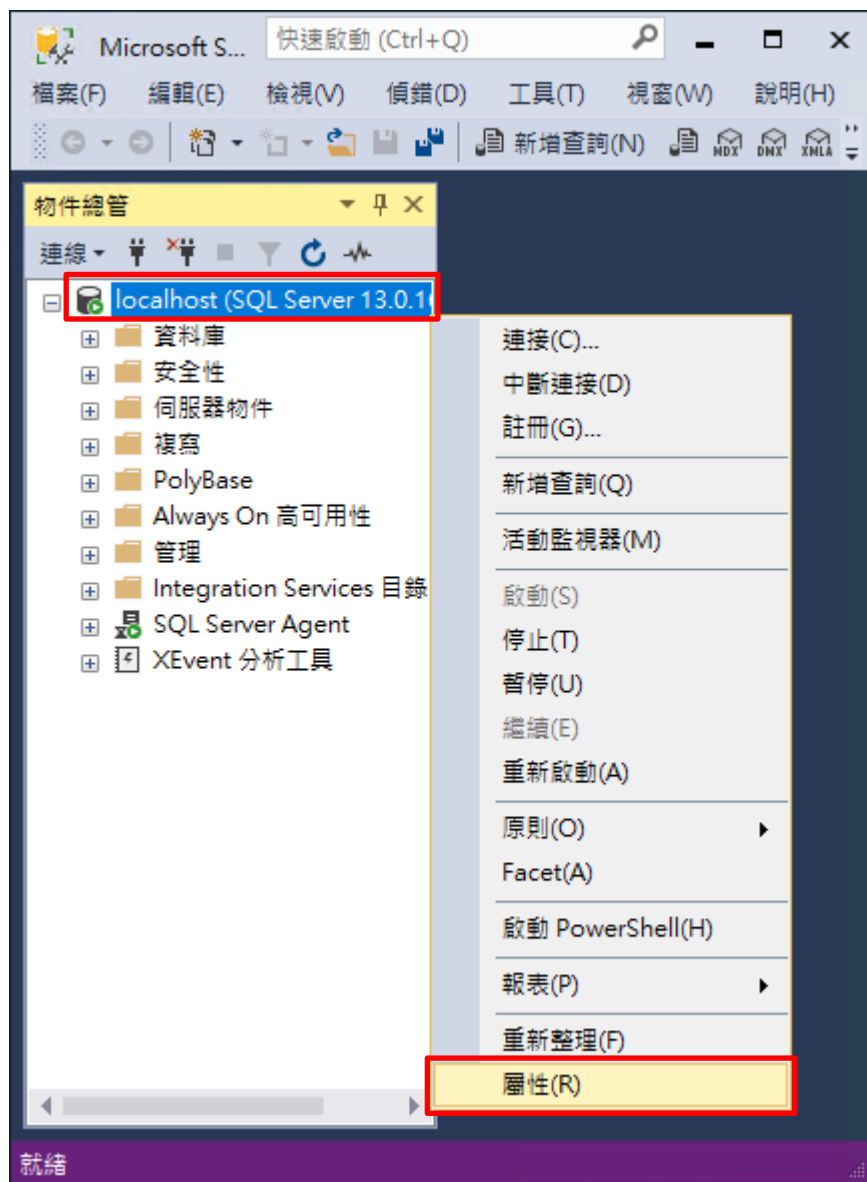 Microsoft S...
快速啟動 (Ctrl+Q)
檔案(F) 編輯(E) 檢視(V) 偵錯(D) 工具(T) 視窗(W) 說明(H)
新增查詢(N) MDX DMX XMLA
物件總管
連線
localhost (SQL Server 13.0.1
資料庫
安全性
伺服器物件
複寫
PolyBase
Always On 高可用性
管理
Integration Services 目錄
SQL Server Agent
XEvent 分析工具
連接(C)...
中斷連接(D)
註冊(G)...
新增查詢(Q)
活動監視器(M)
啟動(S)
停止(T)
暫停(U)
繼續(E)
重新啟動(A)
原則(O)
Facet(A)
啟動 PowerShell(H)
報表(P)
重新整理(F)
屬性(R)
就緒